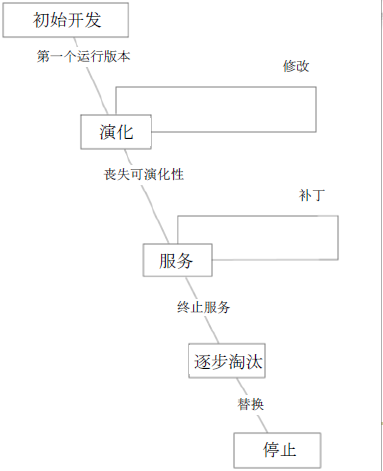 初始开发
第一个运行版本
修改
演化
丧失可演化性
补丁
服务
终止服务
逐步淘汰
替换
停止